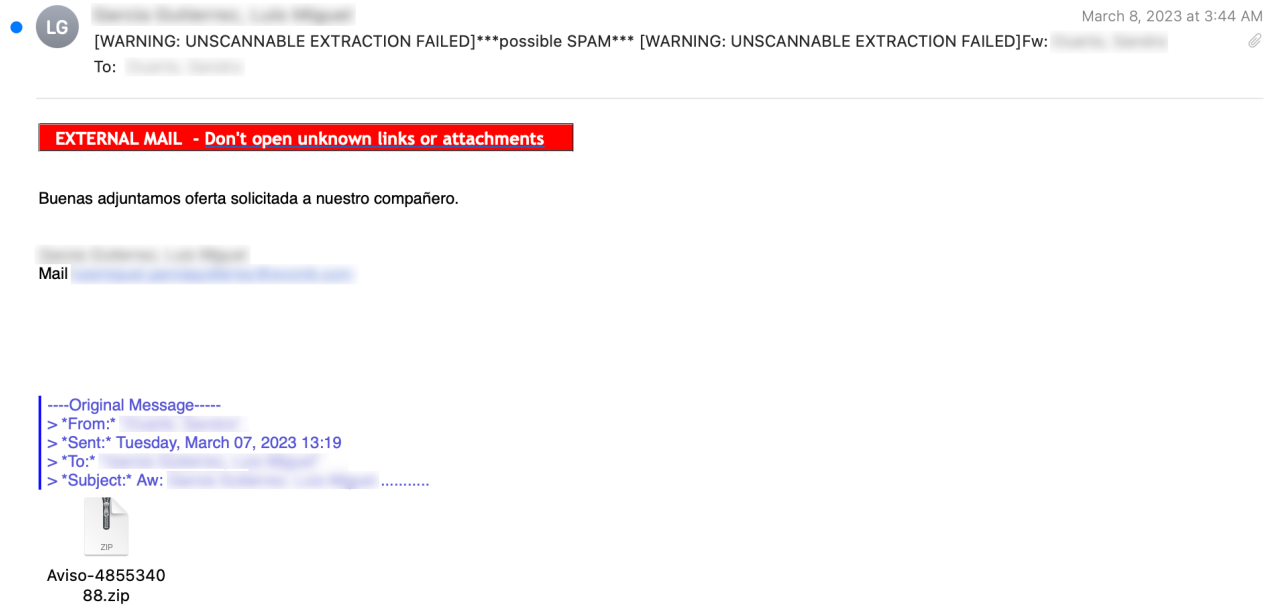 LG
March 8, 2023 at 3:44 AM
[WARNING: UNSCANNABLE EXTRACTION FAILED]***possible SPAM*** [WARNING: UNSCANNABLE EXTRACTION FAILED]Fw:
To:
EXTERNAL MAIL - Don't open unknown links or attachments
Buenas adjuntamos oferta solicitada a nuestro compañero.
Mail
----Original Message-----
> *From:*
> *Sent:* Tuesday, March 07, 2023 13:19
> *To:*
> *Subject:* Aw: ...........
ZIP
Aviso-4855340
88.zip